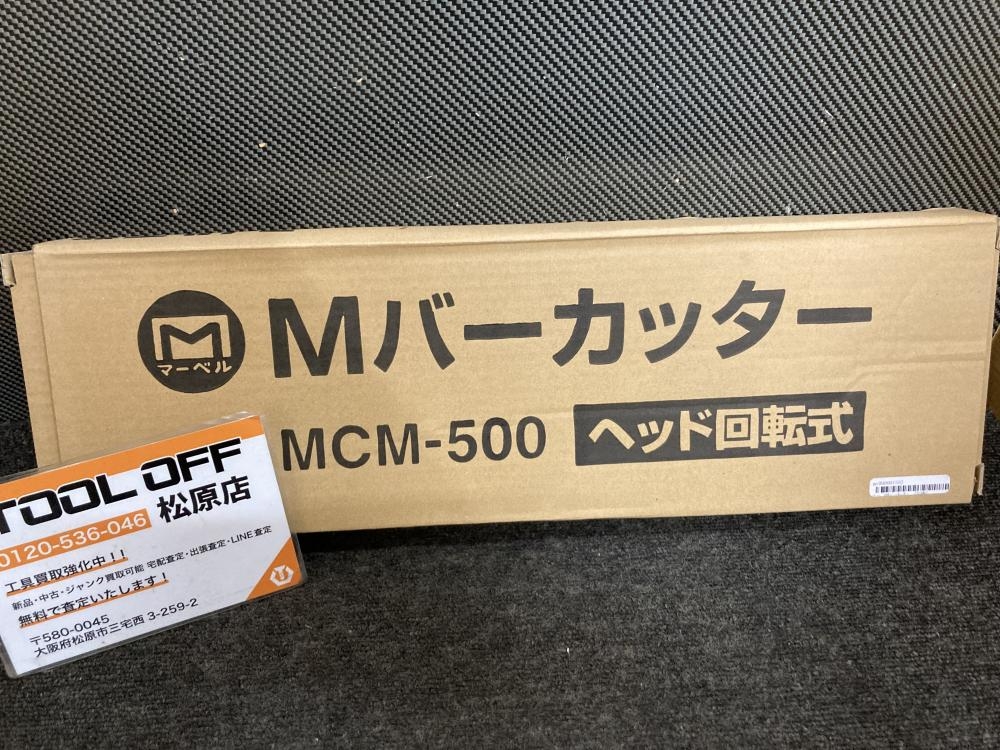 M
マーベル
Mバーカッター
MCM-500
ヘッド回転式
TOOL OFF
松原店
0120-536-046
工具買取強化中!!
新品・中古・ジャンク買取可能 宅配査定・出張査定・LINE査定
無料で査定いたします!
〒580-0045
大阪府松原市三宅西3-259-2